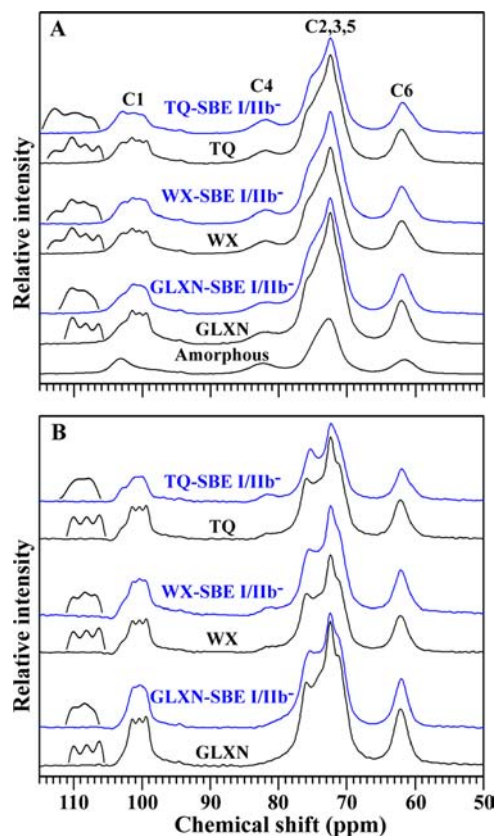 A
C2,3,5
C1
C4
C6
TQ-SBE I/IIb⁻
TQ
WX-SBE I/IIb⁻
WX
GLXN-SBE I/IIb⁻
GLXN
Amorphous
Relative intensity
B
TQ-SBE I/IIb⁻
TQ
WX-SBE I/IIb⁻
WX
GLXN-SBE I/IIb⁻
GLXN
Relative intensity
110 100 90 80 70 60 50
Chemical shift (ppm)